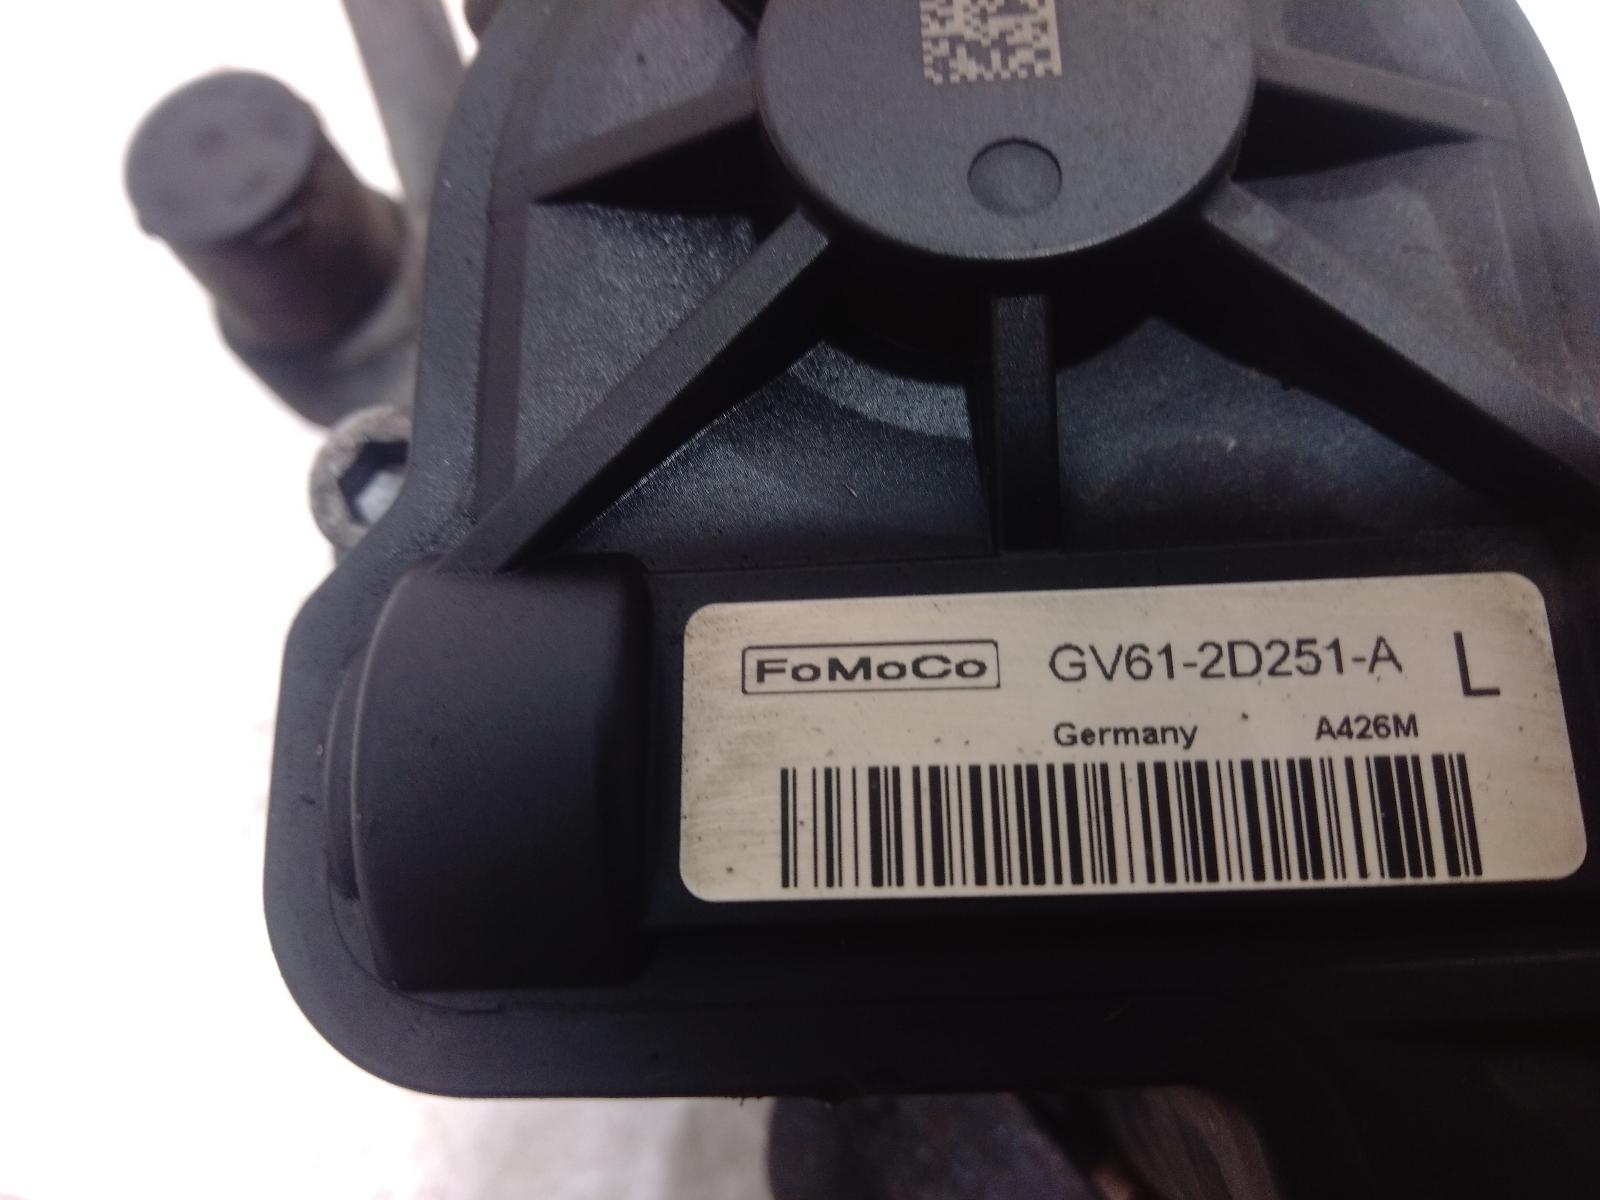 FoMoCo GV61-2D251-A L
Germany A426M